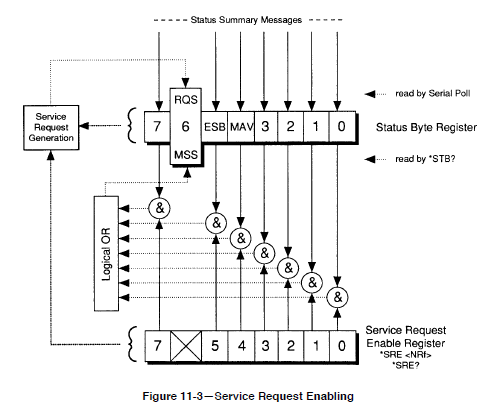 Status Summary Messages
RQS
read by Serial Poll
Service
Request
Generation
7 6 ESB MAV 3 2 1 0
Status Byte Register
MSS
read by *STB?
Logical OR
&
&
&
&
&
&
&
7 5 4 3 2 1 0
Service Request
Enable Register
*SRE <NRf>
*SRE?
Figure 11-3—Service Request Enabling